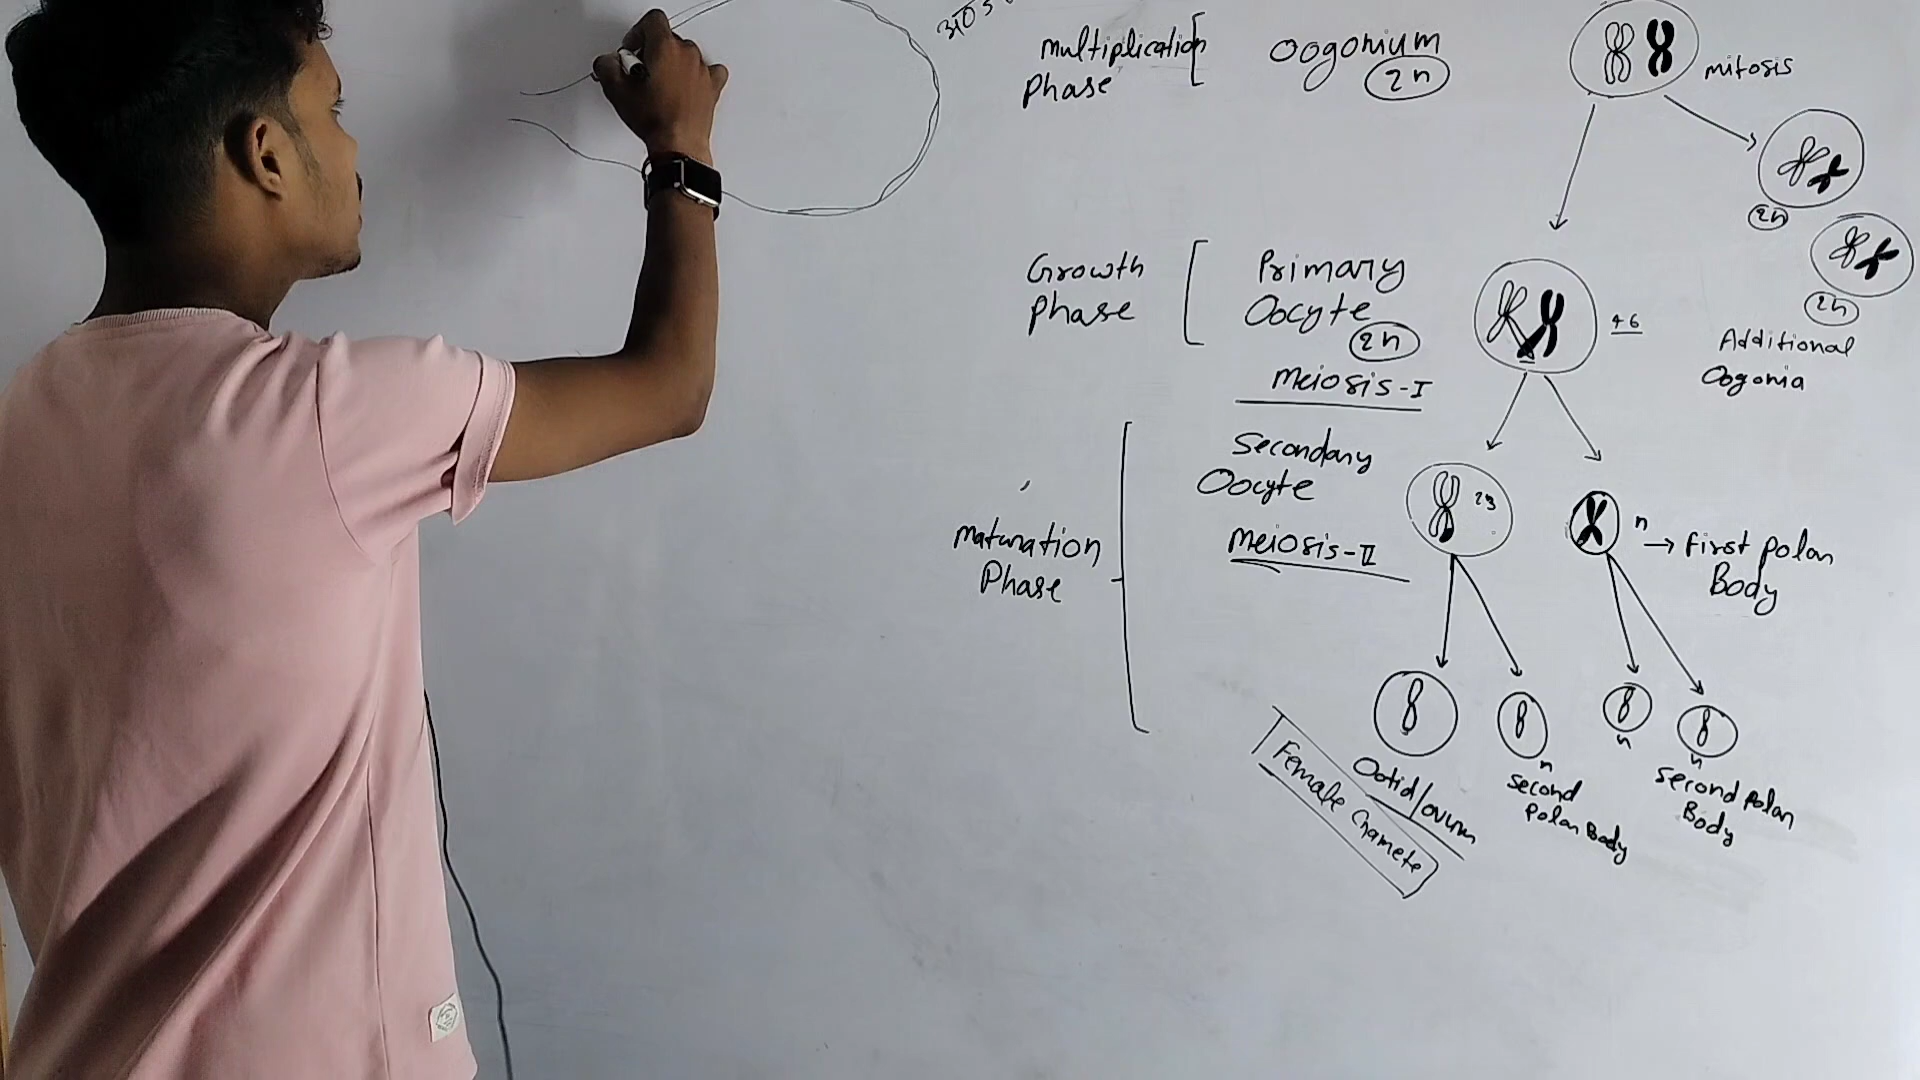 Multiplication
Phase
Oogonium
2n
mitosis
2n
2n
Additional
Oogonia
Growth
Phase
Primary
Oocyte
2n
46
Meiosis-I
Secondary
Oocyte
23
Meiosis-II
Maturation
Phase
n
→ First Polar
Body
Ootid/ovum
Female Gamete
n
second
Polar Body
n
n
second Polar
Body